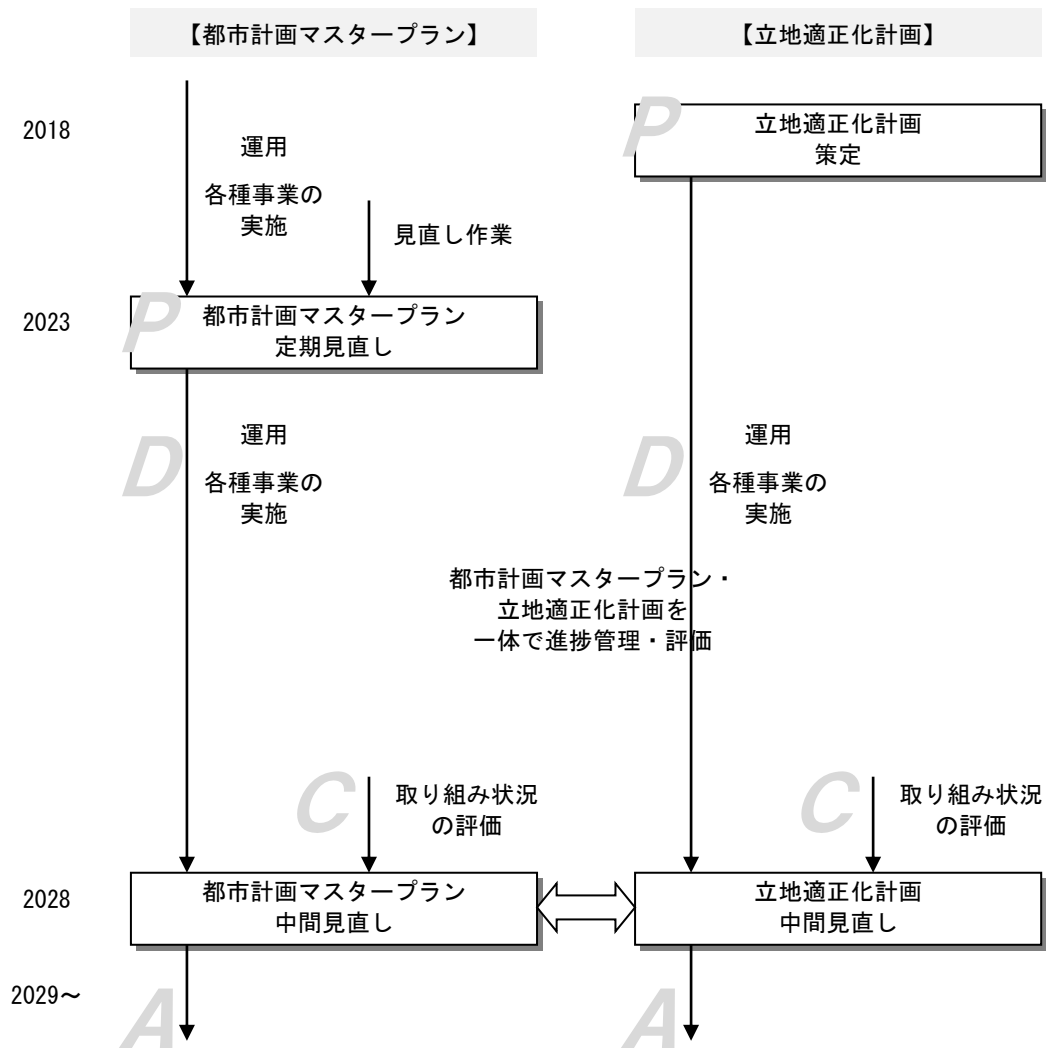 【都市計画マスタープラン】
【立地適正化計画】
2018
P
立地適正化計画
策定
運用
各種事業の
実施
見直し作業
2023
P
都市計画マスタープラン
定期見直し
D
運用
各種事業の
実施
D
運用
各種事業の
実施
都市計画マスタープラン・
立地適正化計画を
一体で進捗管理・評価
C
取り組み状況
の評価
C
取り組み状況
の評価
2028
都市計画マスタープラン
中間見直し
立地適正化計画
中間見直し
2029～
A
A